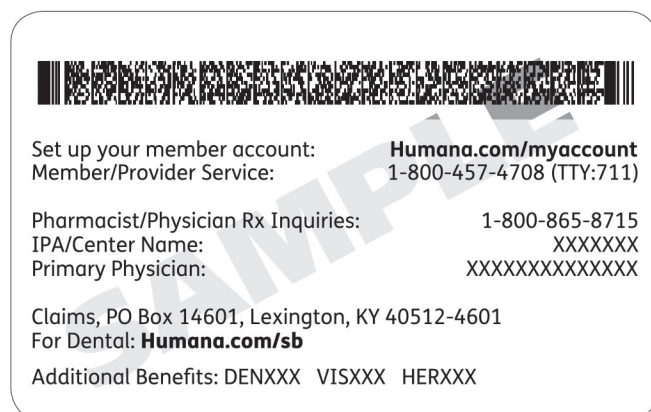 Set up your member account: Humana.com/myaccount
Member/Provider Service: 1-800-457-4708 (TTY:711)
Pharmacist/Physician Rx Inquiries: 1-800-865-8715
IPA/Center Name: XXXXXXX
Primary Physician: XXXXXXXXXXXXXX
Claims, PO Box 14601, Lexington, KY 40512-4601
For Dental: Humana.com/sb
Additional Benefits: DENXXX VISXXX HERXXX
SAMPLE